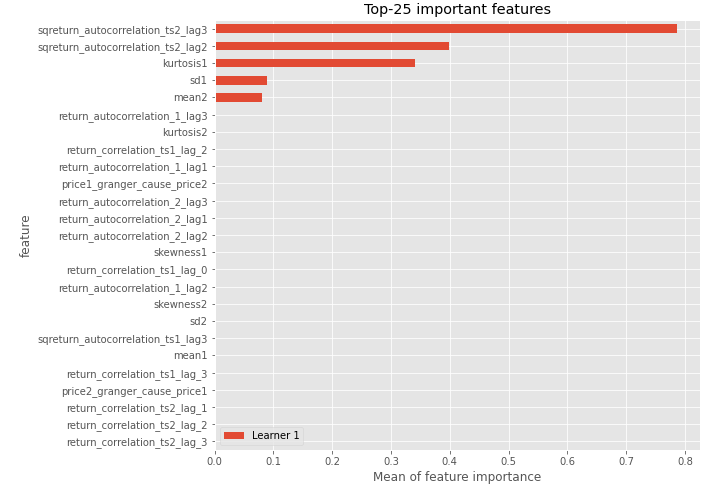 Top-25 important features
sqreturn_autocorrelation_ts2_lag3
sqreturn_autocorrelation_ts2_lag2
kurtosis1
sd1
mean2
return_autocorrelation_1_lag3
kurtosis2
return_correlation_ts1_lag_2
return_autocorrelation_1_lag1
price1_granger_cause_price2
return_autocorrelation_2_lag3
return_autocorrelation_2_lag1
return_autocorrelation_2_lag2
skewness1
return_correlation_ts1_lag_0
return_autocorrelation_1_lag2
skewness2
sd2
sqreturn_autocorrelation_ts1_lag3
mean1
return_correlation_ts1_lag_3
price2_granger_cause_price1
return_correlation_ts2_lag_1
return_correlation_ts2_lag_2
return_correlation_ts2_lag_3
feature
Learner 1
0.0 0.1 0.2 0.3 0.4 0.5 0.6 0.7 0.8
Mean of feature importance